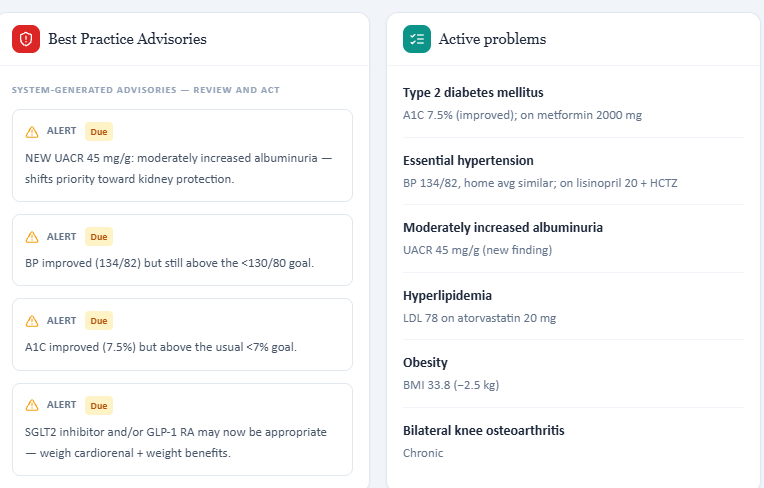 Best Practice Advisories
SYSTEM-GENERATED ADVISORIES — REVIEW AND ACT
ALERT Due
NEW UACR 45 mg/g: moderately increased albuminuria —
shifts priority toward kidney protection.
ALERT Due
BP improved (134/82) but still above the <130/80 goal.
ALERT Due
A1C improved (7.5%) but above the usual <7% goal.
ALERT Due
SGLT2 inhibitor and/or GLP-1 RA may now be appropriate
— weigh cardiorenal + weight benefits.
Active problems
Type 2 diabetes mellitus
A1C 7.5% (improved); on metformin 2000 mg
Essential hypertension
BP 134/82, home avg similar; on lisinopril 20 + HCTZ
Moderately increased albuminuria
UACR 45 mg/g (new finding)
Hyperlipidemia
LDL 78 on atorvastatin 20 mg
Obesity
BMI 33.8 (−2.5 kg)
Bilateral knee osteoarthritis
Chronic